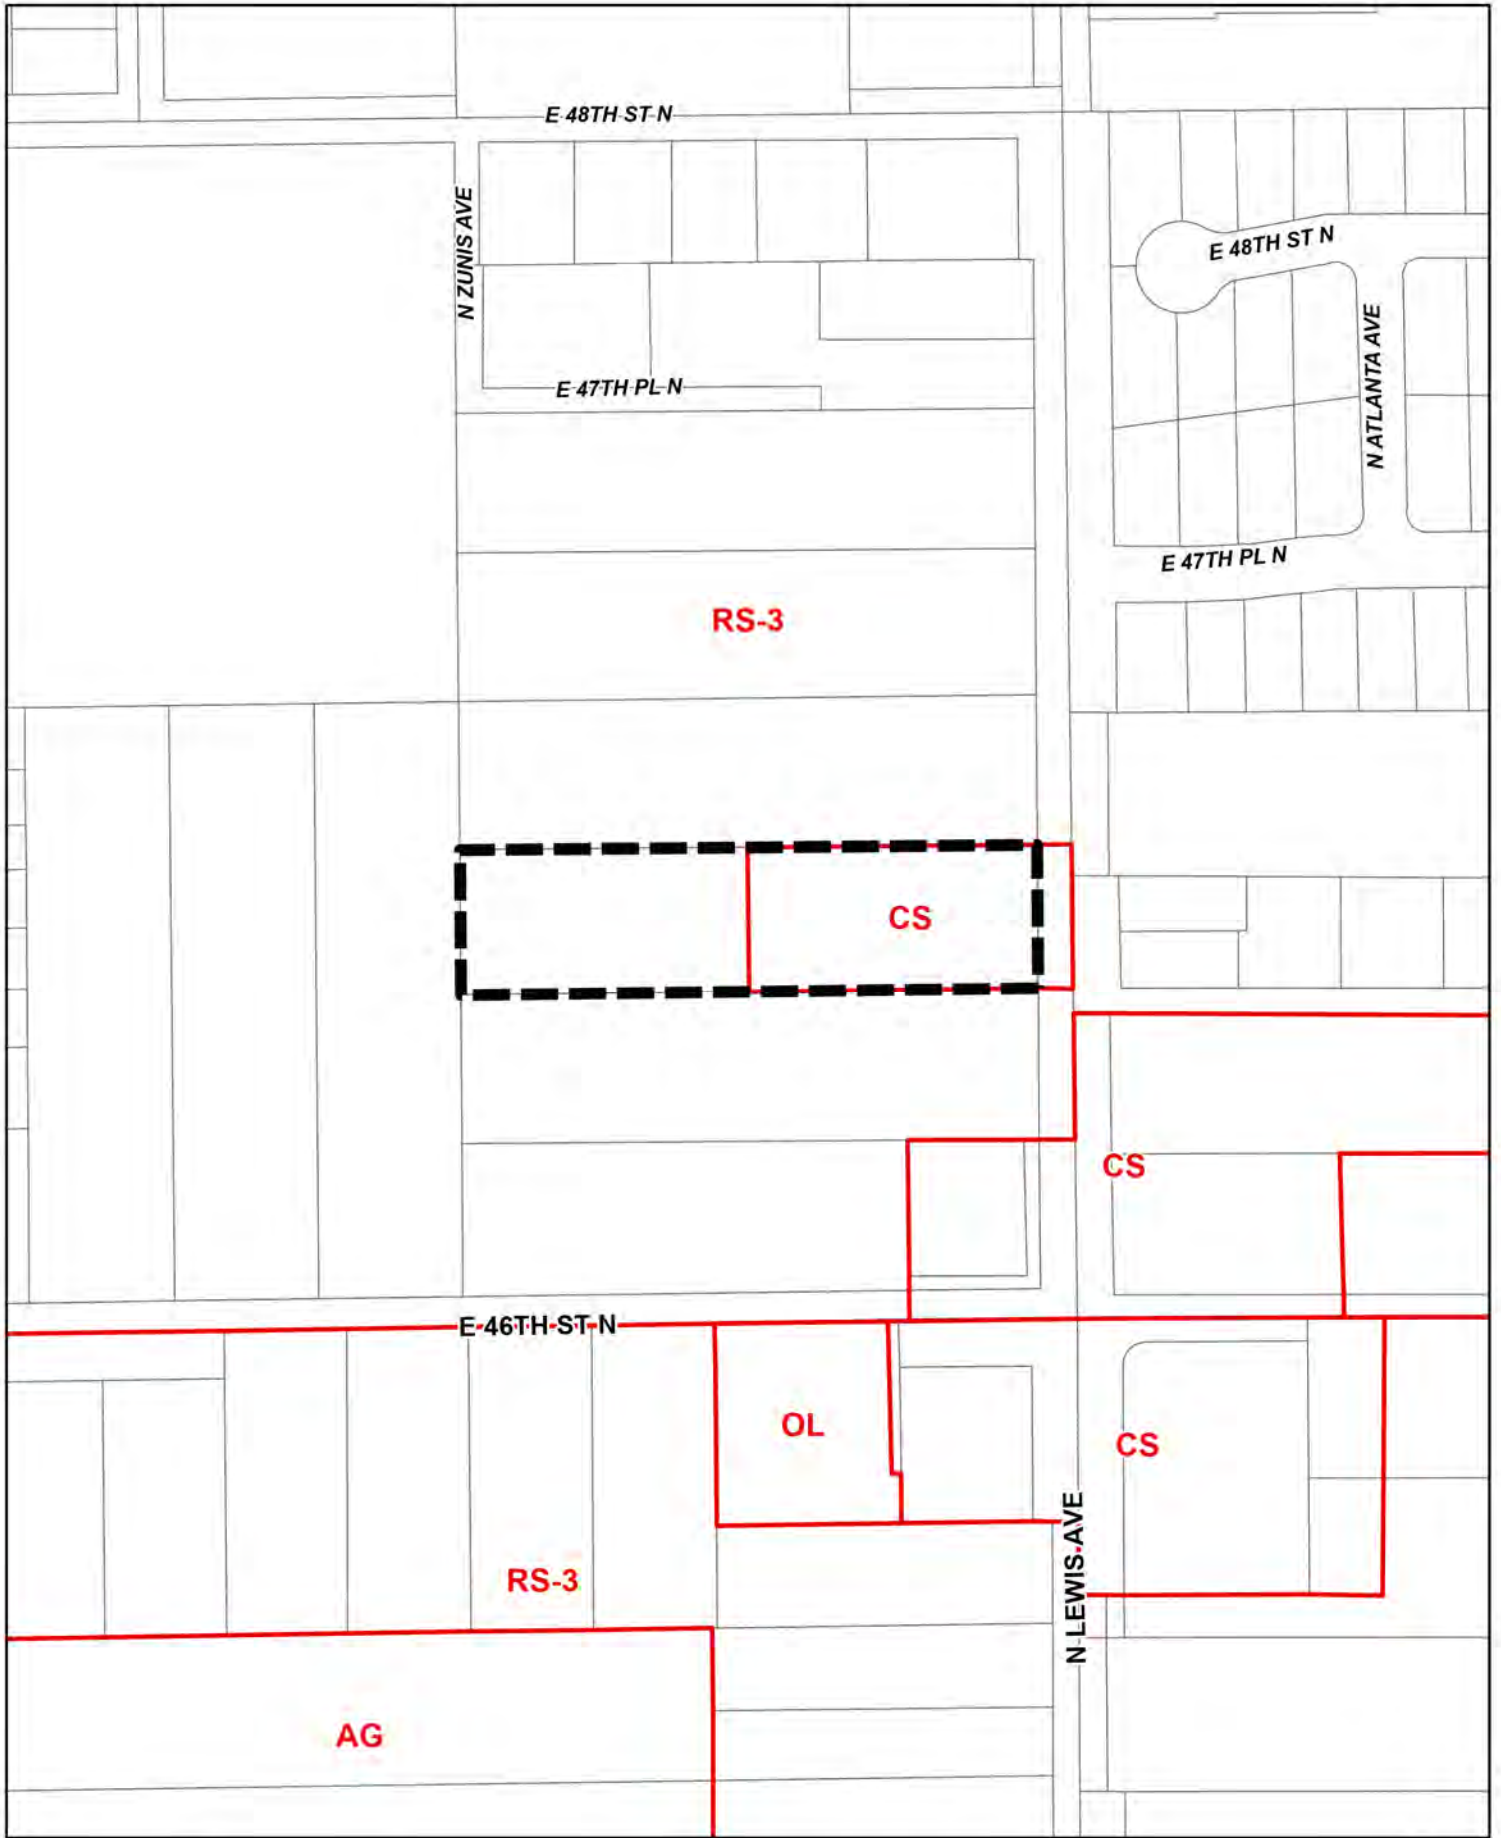 E 48TH ST N
N ZUNIS AVE
E 48TH ST N
N ATLANTA AVE
E 47TH PL N
E 47TH PL N
RS-3
CS
CS
E 46TH ST N
OL
CS
N LEWIS AVE
RS-3
AG